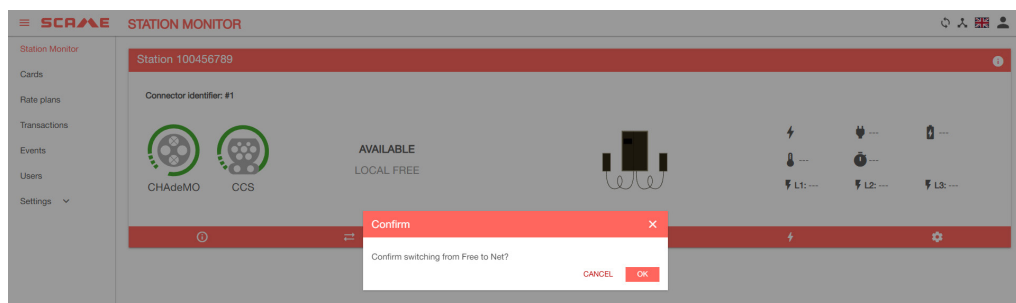 SCAME STATION MONITOR
Station Monitor
Cards
Rate plans
Transactions
Events
Users
Settings
Station 100456789
Connector identifier: #1
CHAdeMO CCS
AVAILABLE
LOCAL FREE
---
---
---
---
L1: --- L2: --- L3: ---
Confirm
Confirm switching from Free to Net?
CANCEL OK